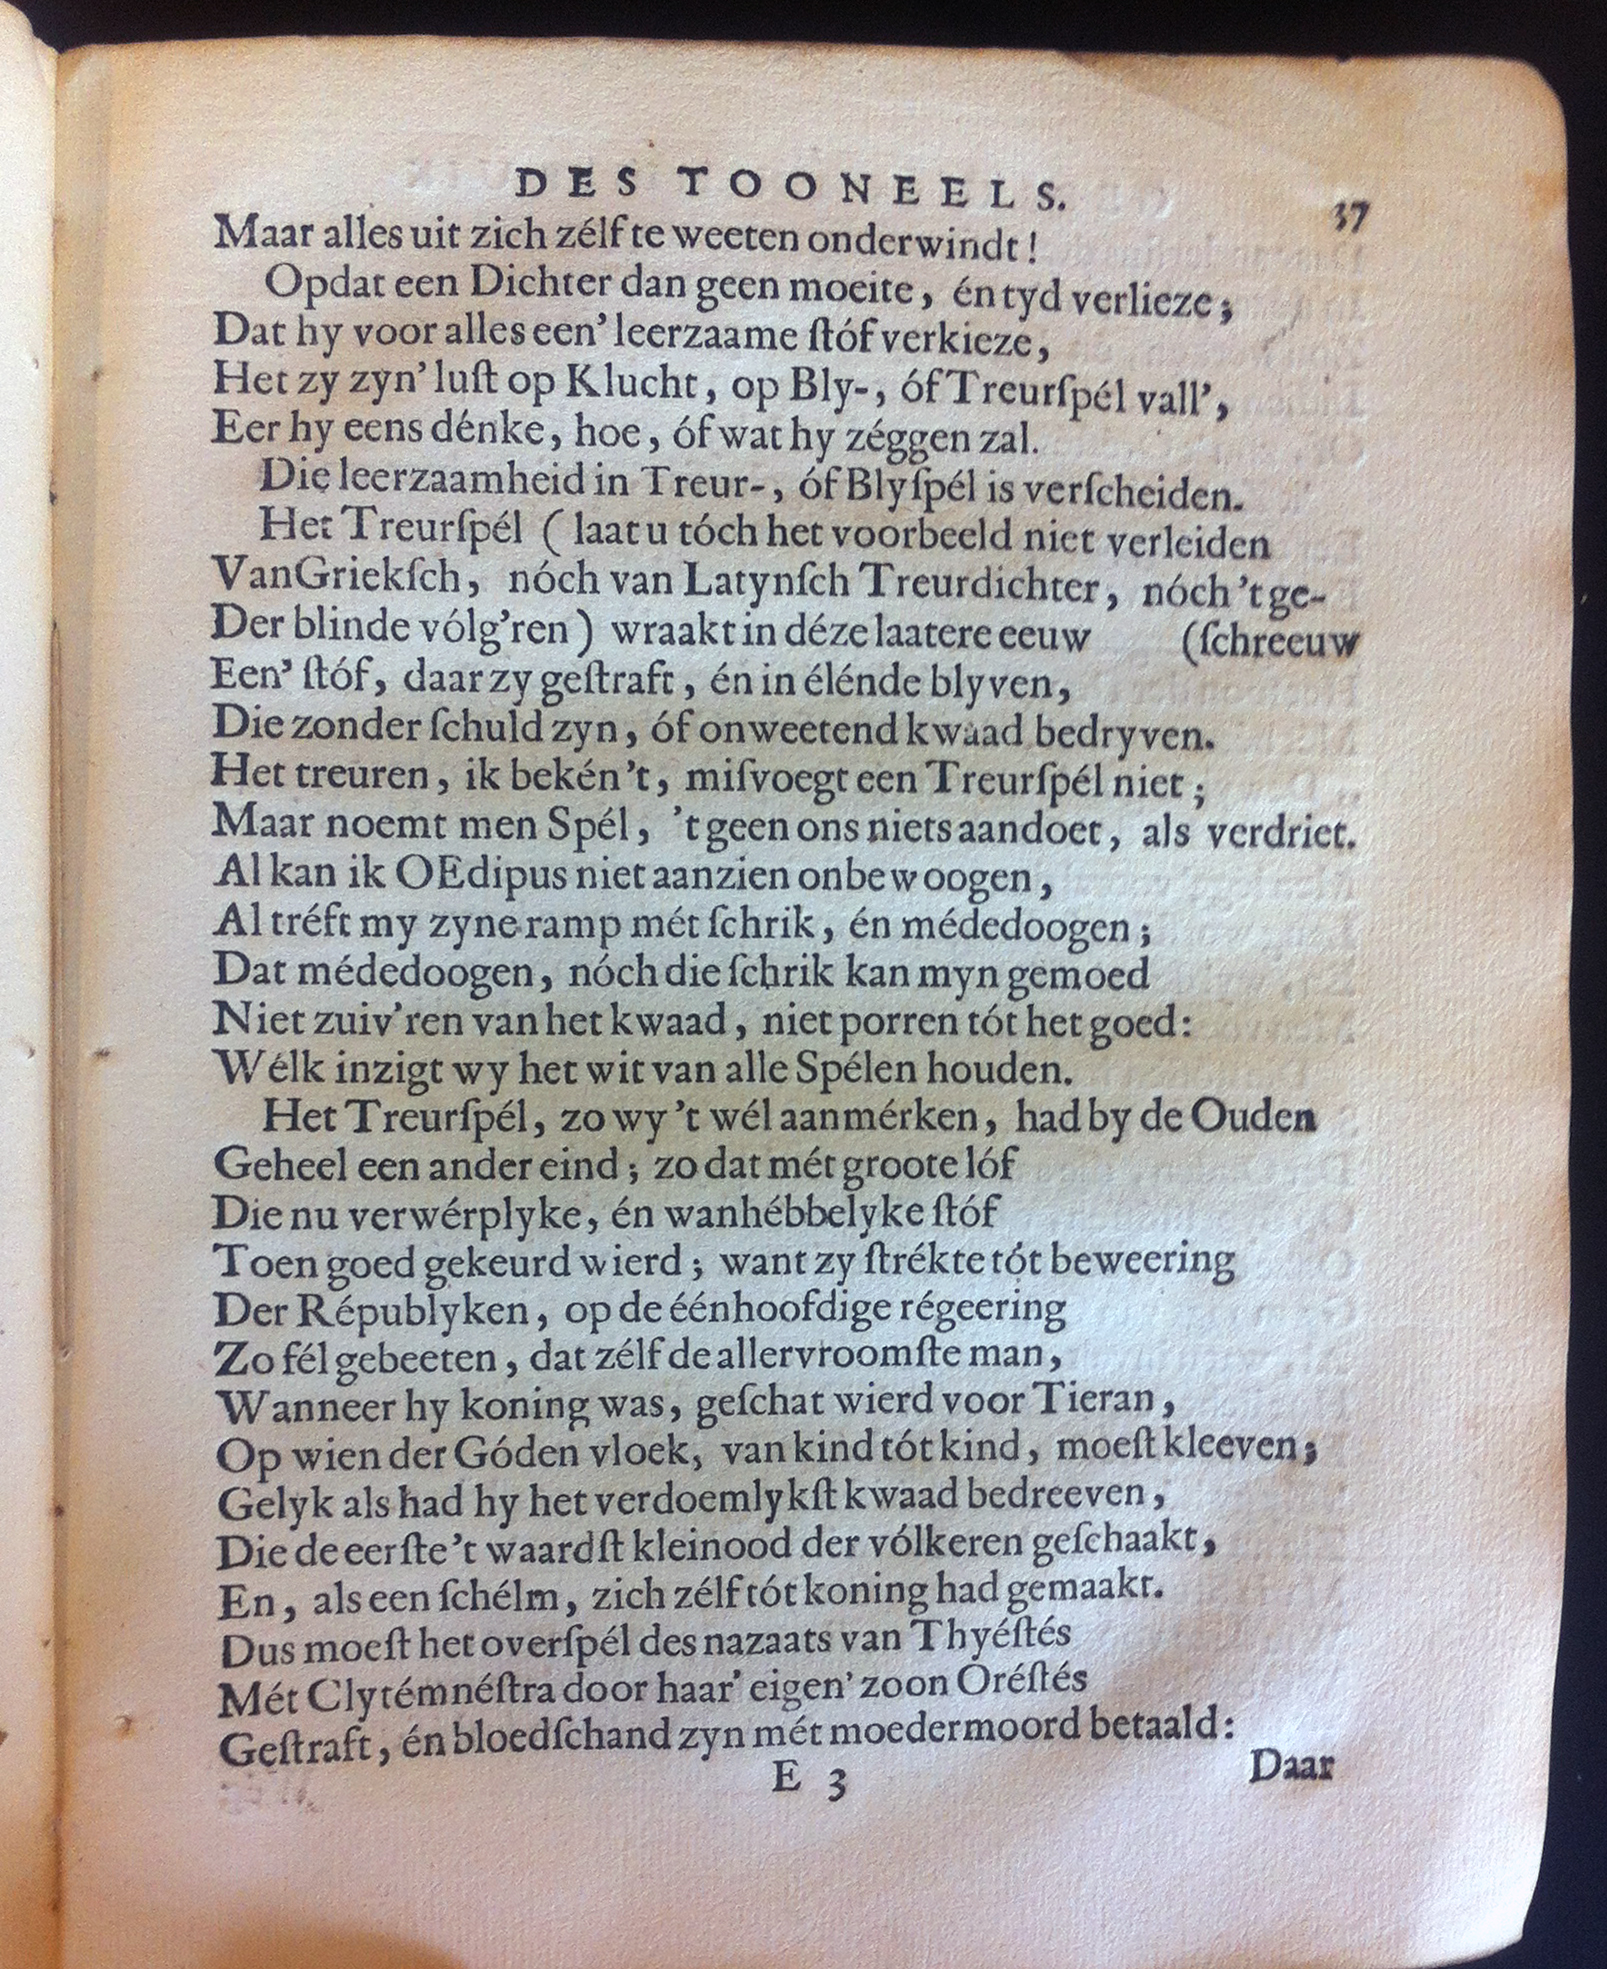 DES TOONEELS.
37
Maar alles uit zich zélf te weeten onderwindt!
Opdat een Dichter dan geen moeite, én tyd verlieze;
Dat hy voor alles een' leerzaame ſtóf verkieze,
Het zy zyn' luſt op Klucht, op Bly-, óf Treurſpél vall',
Eer hy eens dénke, hoe, óf wat hy zéggen zal.
Die leerzaamheid in Treur-, óf Blyſpél is verſcheiden.
Het Treurſpél (laat u tóch het voorbeeld niet verleiden
Van Griekſch, nóch van Latynſch Treurdichter, nóch 't ge-
Der blinde vólg'ren) wraakt in déze laatere eeuw (ſchreeuw
Een' ſtóf, daar zy geſtraft, én in élénde blyven,
Die zonder ſchuld zyn, óf onweetend kwaad bedryven.
Het treuren, ik bekén 't, miſvoegt een Treurſpél niet;
Maar noemt men Spél, 't geen ons niets aandoet, als verdriet.
Al kan ik OEdipus niet aanzien onbewoogen,
Al tréft my zyne ramp mét ſchrik, én médedoogen;
Dat médedoogen, nóch die ſchrik kan myn gemoed
Niet zuiv'ren van het kwaad, niet porren tót het goed:
Wélk inzigt wy het wit van alle Spélen houden.
Het Treurſpél, zo wy 't wél aanmérken, had by de Ouden
Geheel een ander eind; zo dat mét groote lóf
Die nu verwérplyke, én wanhébbelyke ſtóf
Toen goed gekeurd wierd; want zy ſtrékte tót beweering
Der Républyken, op de éénhoofdige régeering
Zo fél gebeeten, dat zélf de allervroomſte man,
Wanneer hy koning was, geſchat wierd voor Tieran,
Op wien der Góden vloek, van kind tót kind, moeſt kleeven;
Gelyk als had hy het verdoemlykſt kwaad bedreeven,
Die de eerſte 't waardſt kleinood der vólkeren geſchaakt,
En, als een ſchélm, zich zélf tót koning had gemaakt.
Dus moeſt het overſpél des nazaats van Thyéſtés
Mét Clytémnéſtra door haar' eigen' zoon Oréſtés
Geſtraft, én bloedſchand zyn mét moedermoord betaald:
E 3
Daar